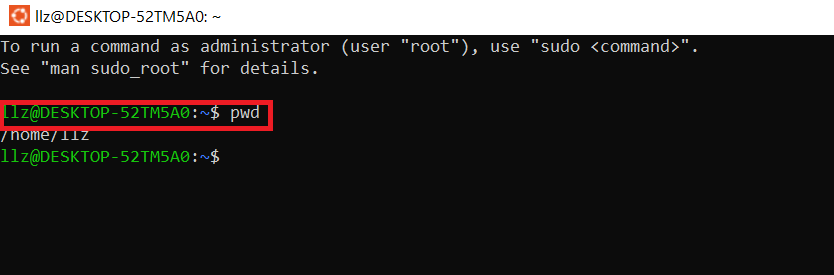 llz@DESKTOP-52TM5A0: ~
To run a command as administrator (user "root"), use "sudo <command>".
See "man sudo_root" for details.
llz@DESKTOP-52TM5A0:~$ pwd
/home/llz
llz@DESKTOP-52TM5A0:~$